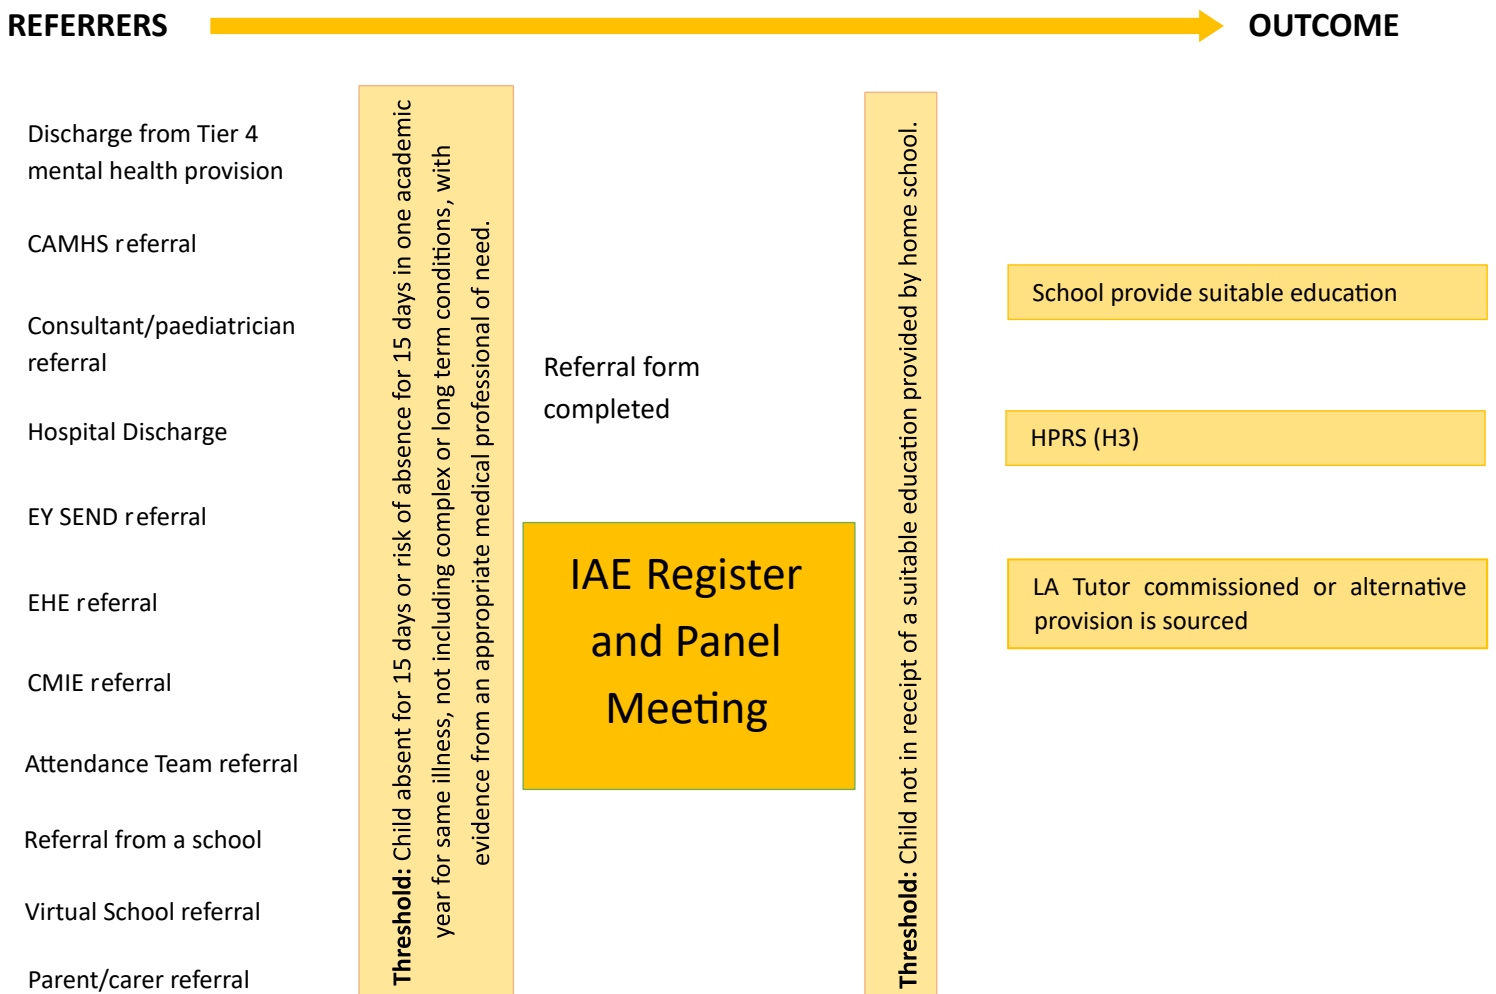 REFERRERS
OUTCOME
Discharge from Tier 4
mental health provision
CAMHS referral
Consultant/paediatrician
referral
Hospital Discharge
EY SEND referral
EHE referral
CMIE referral
Attendance Team referral
Referral from a school
Virtual School referral
Parent/carer referral
Threshold: Child absent for 15 days or risk of absence for 15 days in one academic
year for same illness, not including complex or long term conditions, with
evidence from an appropriate medical professional of need.
Referral form
completed
IAE Register
and Panel
Meeting
Threshold: Child not in receipt of a suitable education provided by home school.
School provide suitable education
HPRS (H3)
LA Tutor commissioned or alternative
provision is sourced